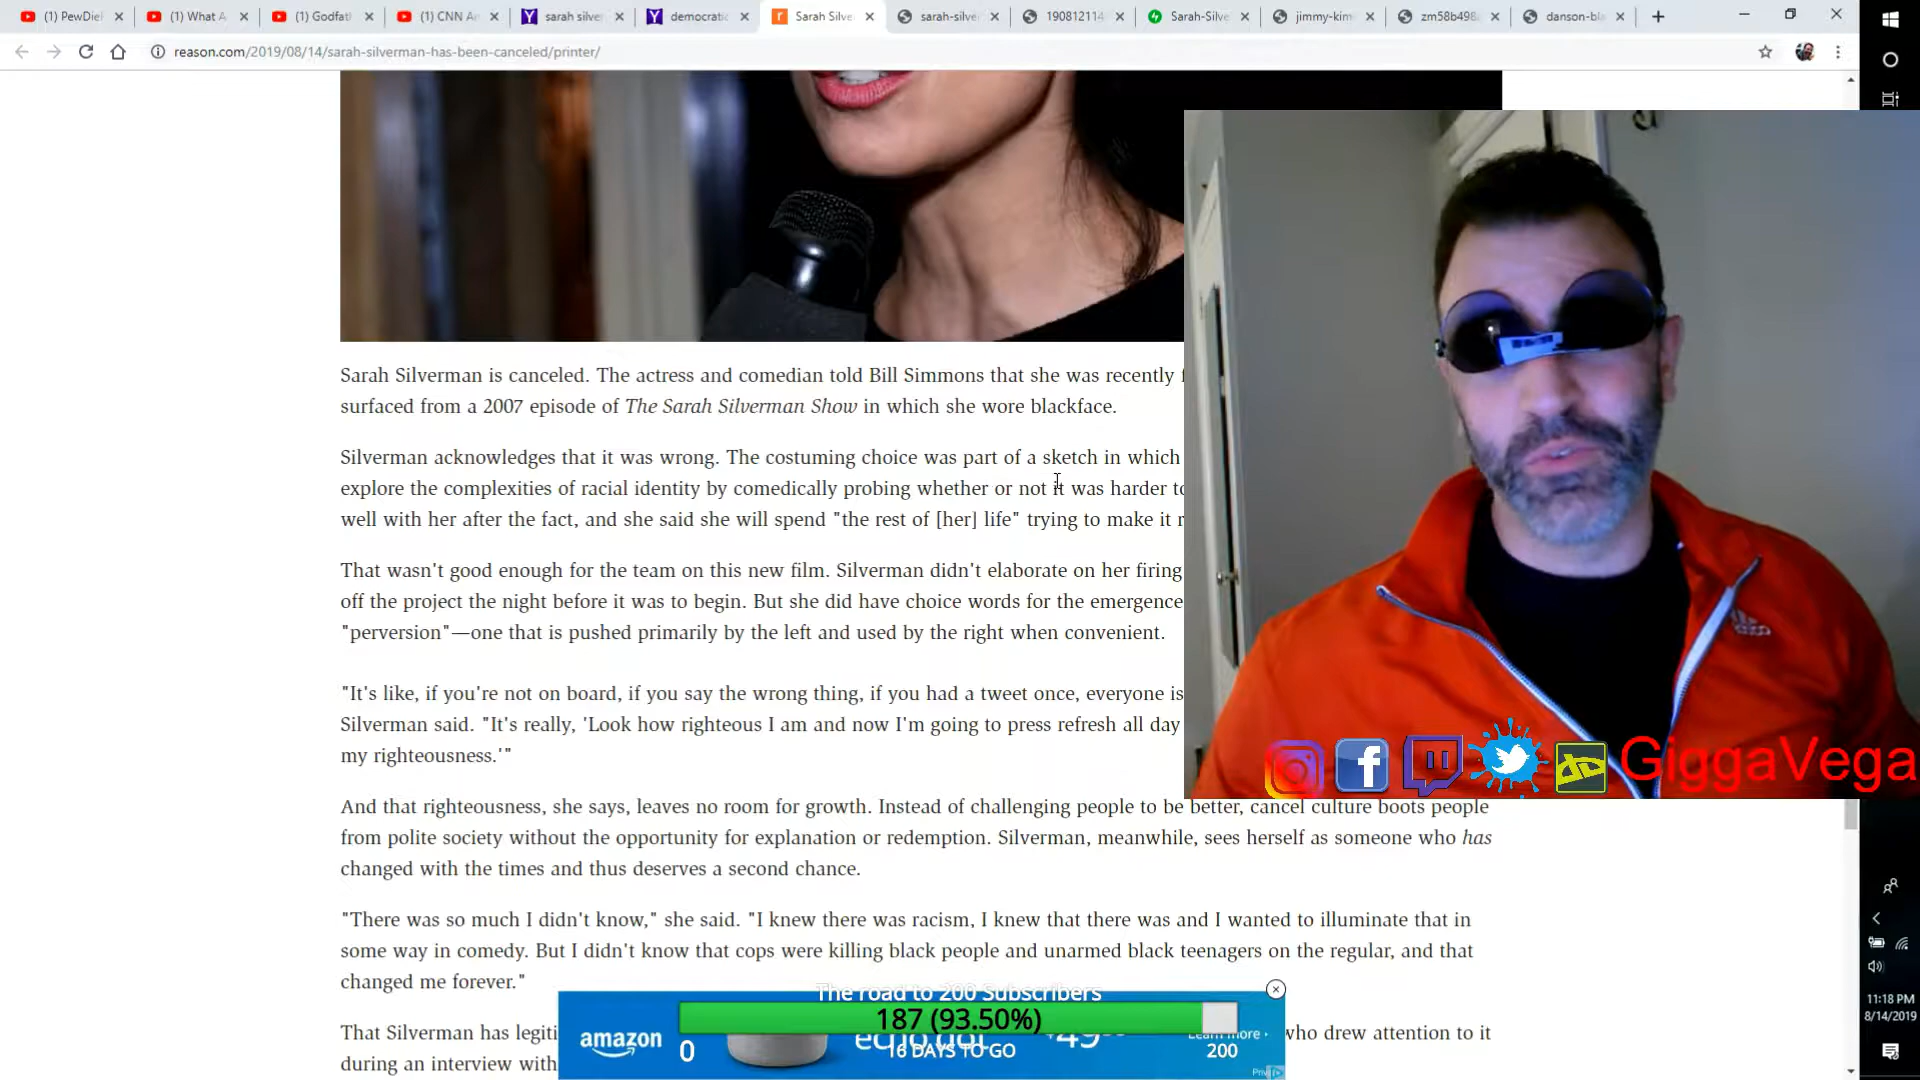 (1) PewDiel
(1) What A
(1) Godfath
(1) CNN An
sarah silver
democratic
Sarah Silve
sarah-silver
190812114
Sarah-Silve
jimmy-kim
zm58b498
danson-bla
reason.com/2019/08/14/sarah-silverman-has-been-canceled/printer/
Sarah Silverman is canceled. The actress and comedian told Bill Simmons that she was recently
surfaced from a 2007 episode of The Sarah Silverman Show in which she wore blackface.
Silverman acknowledges that it was wrong. The costuming choice was part of a sketch in which
explore the complexities of racial identity by comedically probing whether or not it was harder to
well with her after the fact, and she said she will spend "the rest of [her] life" trying to make it
That wasn't good enough for the team on this new film. Silverman didn't elaborate on her firing
off the project the night before it was to begin. But she did have choice words for the emergence
"perversion"—one that is pushed primarily by the left and used by the right when convenient.
"It's like, if you're not on board, if you say the wrong thing, if you had a tweet once, everyone is
Silverman said. "It's really, 'Look how righteous I am and now I'm going to press refresh all day
my righteousness.'"
And that righteousness, she says, leaves no room for growth. Instead of challenging people to be better, cancel culture boots people
from polite society without the opportunity for explanation or redemption. Silverman, meanwhile, sees herself as someone who has
changed with the times and thus deserves a second chance.
"There was so much I didn't know," she said. "I knew there was racism, I knew that there was and I wanted to illuminate that in
some way in comedy. But I didn't know that cops were killing black people and unarmed black teenagers on the regular, and that
changed me forever."
That Silverman has legiti
who drew attention to it
during an interview with
GiggaVega
The road to 200 Subscribers
187 (93.50%)
0
16 DAYS TO GO
200
amazon
echo dot
Learn more
11:18 PM
8/14/2019